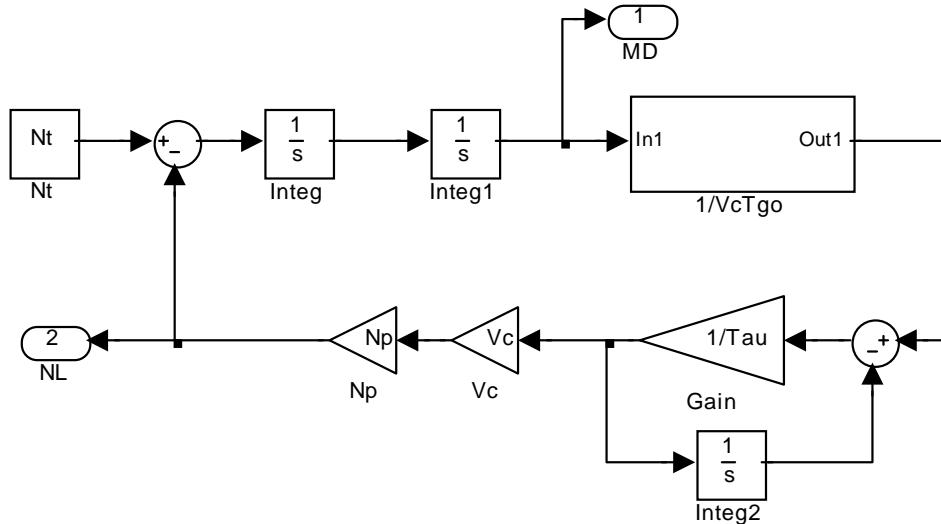 1
MD
Nt
Nt
+
−
1
s
Integ
1
s
Integ1
In1
Out1
1/VcTgo
2
NL
Np
Np
Vc
Vc
1/Tau
Gain
−
+
1
s
Integ2